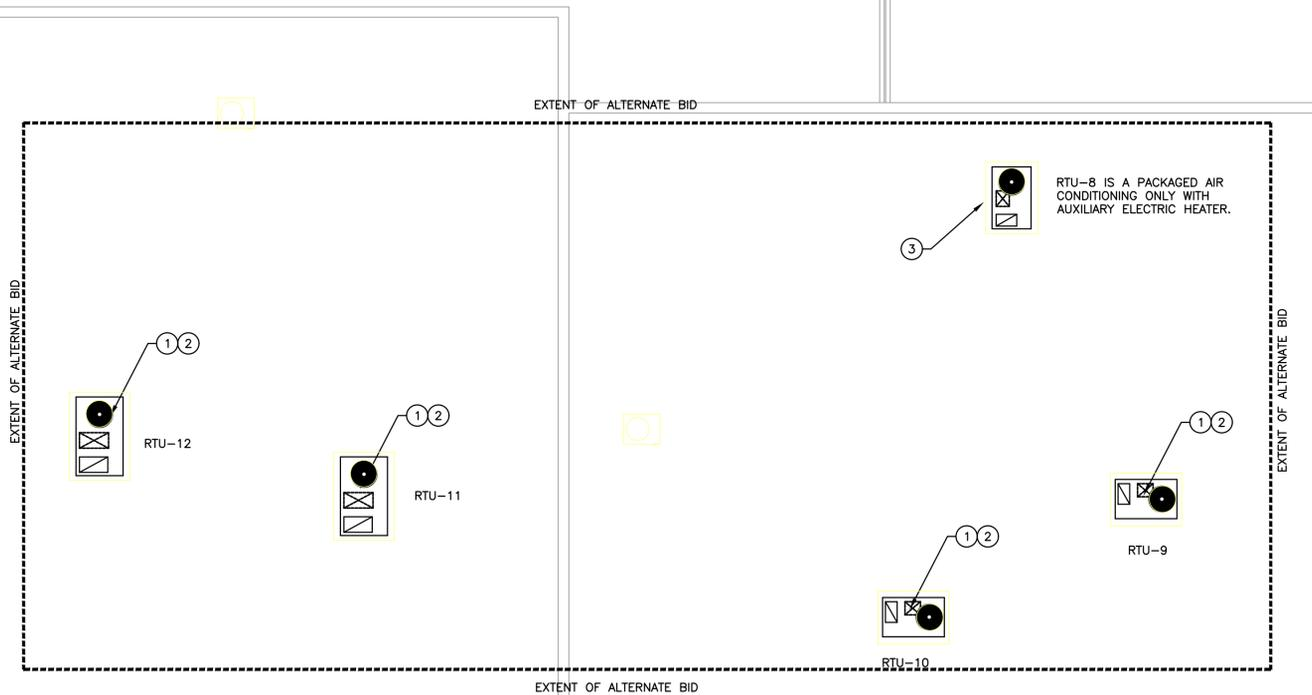 EXTENT OF ALTERNATE BID
RTU-8 IS A PACKAGED AIR
CONDITIONING ONLY WITH
AUXILIARY ELECTRIC HEATER.
3
EXTENT OF ALTERNATE BID
EXTENT OF ALTERNATE BID
1 2
RTU-12
1 2
RTU-11
1 2
RTU-9
1 2
RTU-10
EXTENT OF ALTERNATE BID